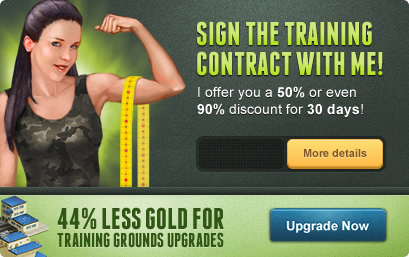 SIGN THE TRAINING
CONTRACT WITH ME!
I offer you a 50% or even
90% discount for 30 days!
More details
44% LESS GOLD FOR
TRAINING GROUNDS UPGRADES
Upgrade Now